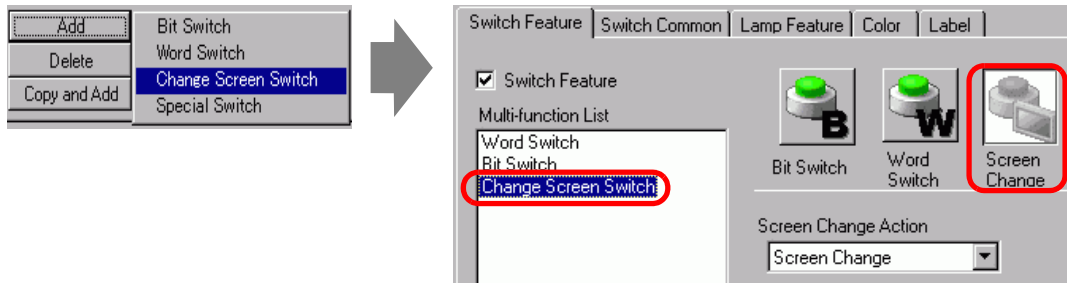 Add
Delete
Copy and Add
Bit Switch
Word Switch
Change Screen Switch
Special Switch
Switch Feature Switch Common Lamp Feature Color Label
Switch Feature
Multi-function List
Word Switch
Bit Switch
Change Screen Switch
B
W
Bit Switch
Word
Switch
Screen
Change
Screen Change Action
Screen Change